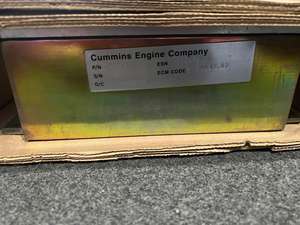 Cummins Engine Company
P/N ESN
S/N ECM CODE
D/C